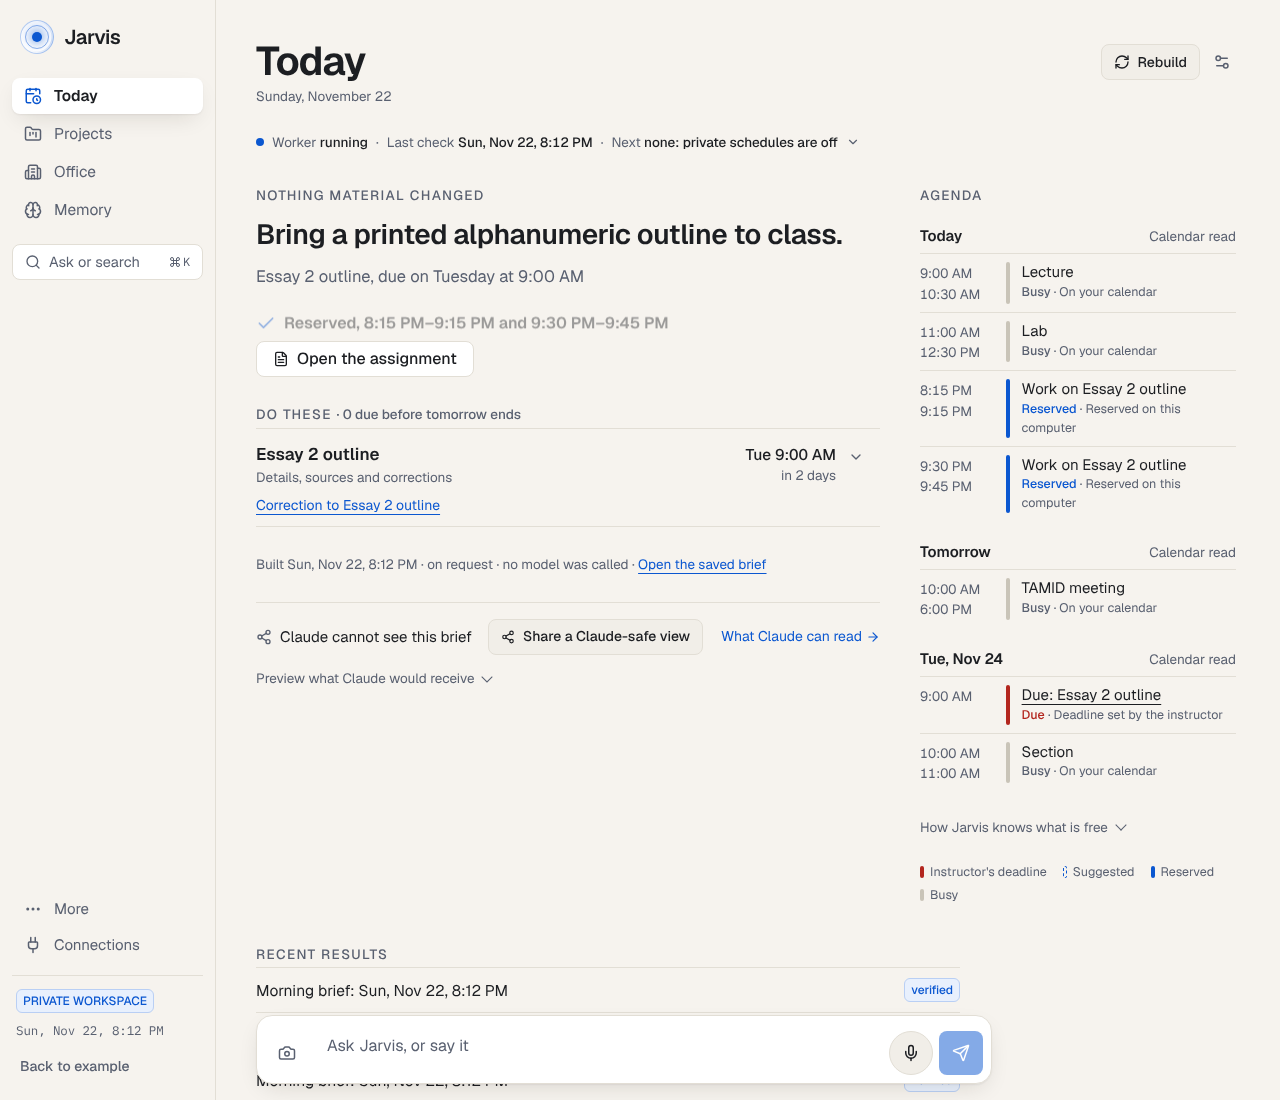 Jarvis
Today
Projects
Office
Memory
Ask or search
⌘ K
More
Connections
PRIVATE WORKSPACE
Sun, Nov 22, 8:12 PM
Back to example
Today
Sunday, November 22
Rebuild
Worker running · Last check Sun, Nov 22, 8:12 PM · Next none: private schedules are off
NOTHING MATERIAL CHANGED
Bring a printed alphanumeric outline to class.
Essay 2 outline, due on Tuesday at 9:00 AM
Reserved, 8:15 PM–9:15 PM and 9:30 PM–9:45 PM
Open the assignment
DO THESE · 0 due before tomorrow ends
Essay 2 outline
Tue 9:00 AM
Details, sources and corrections
in 2 days
Correction to Essay 2 outline
Built Sun, Nov 22, 8:12 PM · on request · no model was called · Open the saved brief
Claude cannot see this brief
Share a Claude-safe view
What Claude can read →
Preview what Claude would receive
AGENDA
Today
Calendar read
9:00 AM
10:30 AM
Lecture
Busy · On your calendar
11:00 AM
12:30 PM
Lab
Busy · On your calendar
8:15 PM
9:15 PM
Work on Essay 2 outline
Reserved · Reserved on this
computer
9:30 PM
9:45 PM
Work on Essay 2 outline
Reserved · Reserved on this
computer
Tomorrow
Calendar read
10:00 AM
6:00 PM
TAMID meeting
Busy · On your calendar
Tue, Nov 24
Calendar read
9:00 AM
Due: Essay 2 outline
Due · Deadline set by the instructor
10:00 AM
11:00 AM
Section
Busy · On your calendar
How Jarvis knows what is free
Instructor's deadline
Suggested
Reserved
Busy
RECENT RESULTS
Morning brief: Sun, Nov 22, 8:12 PM
verified
Ask Jarvis, or say it